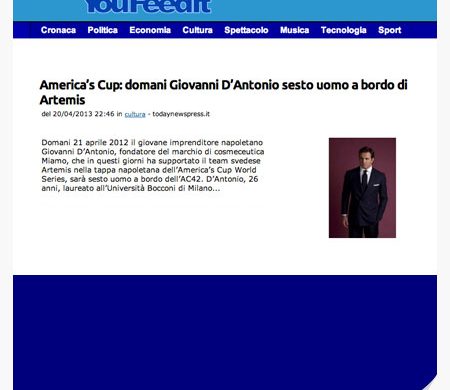 YouFeedIt
Cronaca Politica Economia Cultura Spettacolo Musica Tecnologia Sport
America's Cup: domani Giovanni D'Antonio sesto uomo a bordo di
Artemis
del 20/04/2013 22:46 in cultura - todaynewspress.it
Domani 21 aprile 2012 il giovane imprenditore napoletano
Giovanni D'Antonio, fondatore del marchio di cosmeceutica
Miamo, che in questi giorni ha supportato il team svedese
Artemis nella tappa napoletana dell'America's Cup World
Series, sarà sesto uomo a bordo dell'AC42. D'Antonio, 26
anni, laureato all'Università Bocconi di Milano...